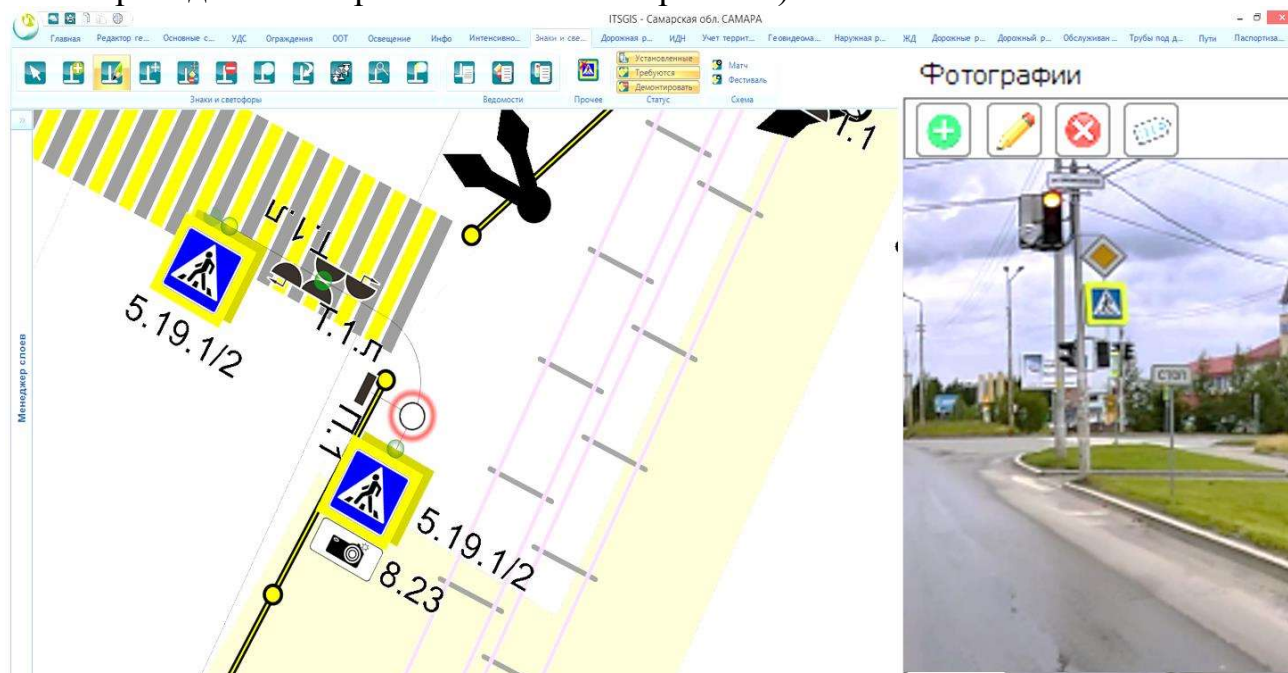 ITSGIS - Самарская обл. САМАРА
Главная Редактор ге... Основные с... УДС Ограждения ООТ Освещение Инфо Интенсивно... Знаки и све... Дорожная р... ИДН Учет террит... Геовидеома... Наружная р... ЖД Дорожные р... Дорожный р... Обслуживан... Трубы под д... Пути Паспортиза...
Установленные
Требуются
Демонтировать
Матч
Фестиваль
Знаки и светофоры Ведомости Прочее Статус Схема
Фотографии
Менеджер слоев
Т.1
Т.1.л
Т.1.л
5.19.1/2
П.1
5.19.1/2
8.23
СТОП